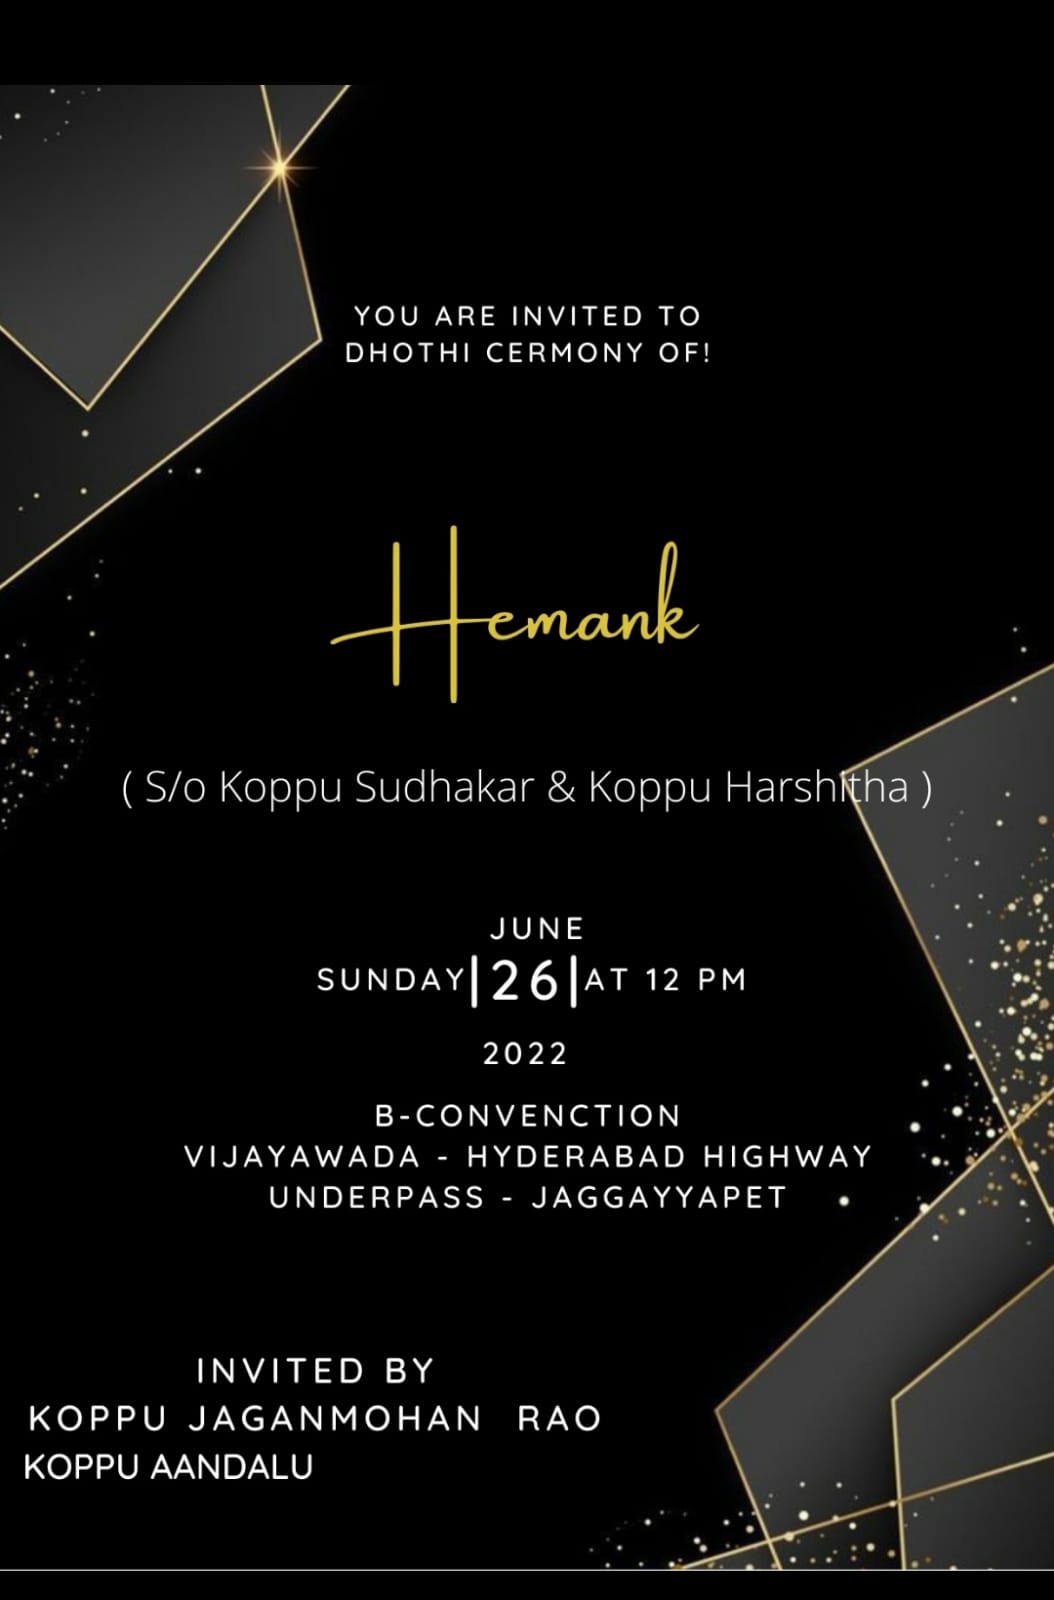 YOU ARE INVITED TO
DHOTHI CERMONY OF!
Hemank
( S/o Koppu Sudhakar & Koppu Harshitha )
JUNE
SUNDAY|26|AT 12 PM
2022
B-CONVENCTION
VIJAYAWADA - HYDERABAD HIGHWAY
UNDERPASS - JAGGAYYAPET
INVITED BY
KOPPU JAGANMOHAN RAO
KOPPU AANDALU